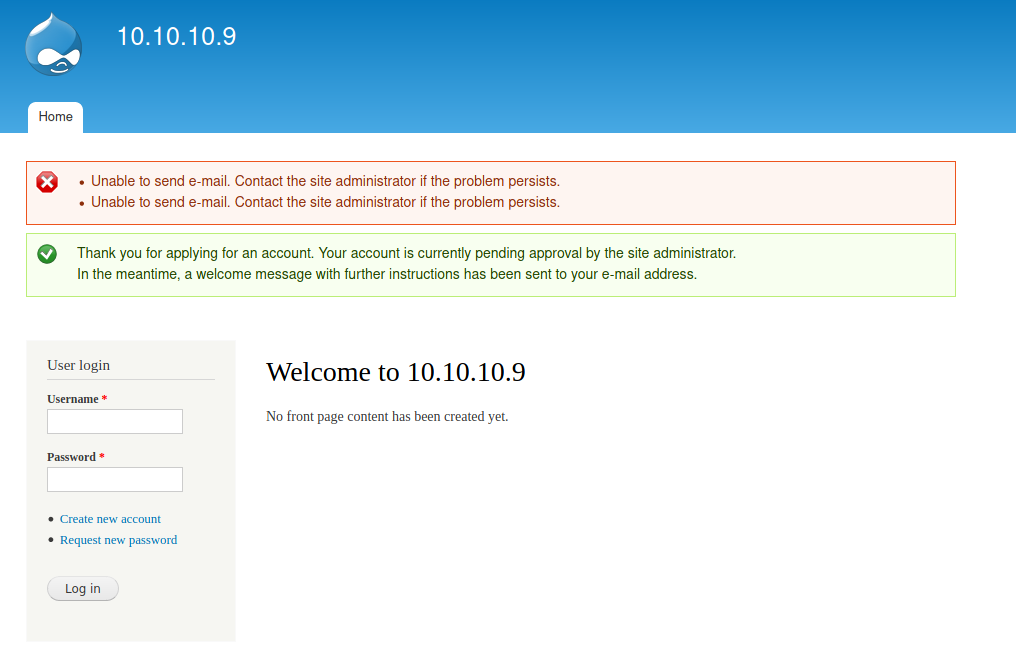 10.10.10.9
Home
Unable to send e-mail. Contact the site administrator if the problem persists.
Unable to send e-mail. Contact the site administrator if the problem persists.
Thank you for applying for an account. Your account is currently pending approval by the site administrator.
In the meantime, a welcome message with further instructions has been sent to your e-mail address.
User login
Username *
Password *
Create new account
Request new password
Log in
Welcome to 10.10.10.9
No front page content has been created yet.